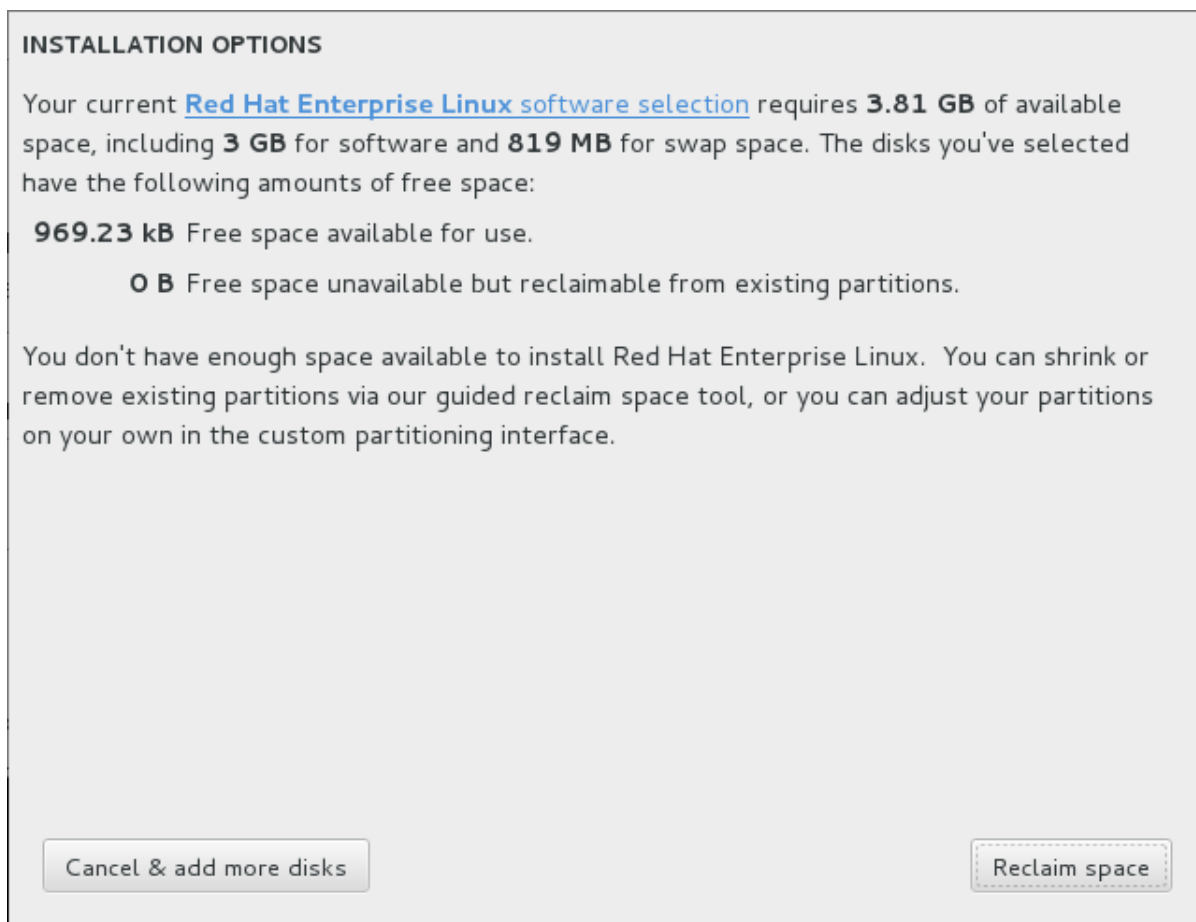 INSTALLATION OPTIONS
Your current Red Hat Enterprise Linux software selection requires 3.81 GB of available
space, including 3 GB for software and 819 MB for swap space. The disks you've selected
have the following amounts of free space:
969.23 kB Free space available for use.
0 B Free space unavailable but reclaimable from existing partitions.
You don't have enough space available to install Red Hat Enterprise Linux.  You can shrink or
remove existing partitions via our guided reclaim space tool, or you can adjust your partitions
on your own in the custom partitioning interface.
Cancel & add more disks
Reclaim space